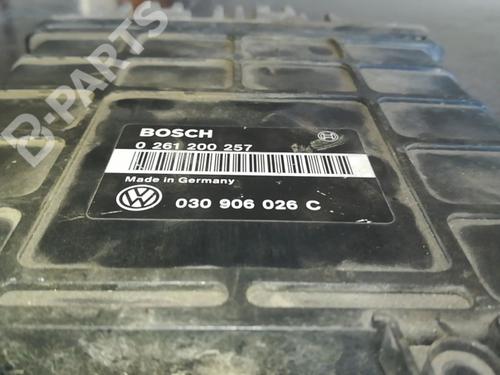 B-PARTS
BOSCH
0 261 200 257
Made in Germany
030 906 026 C